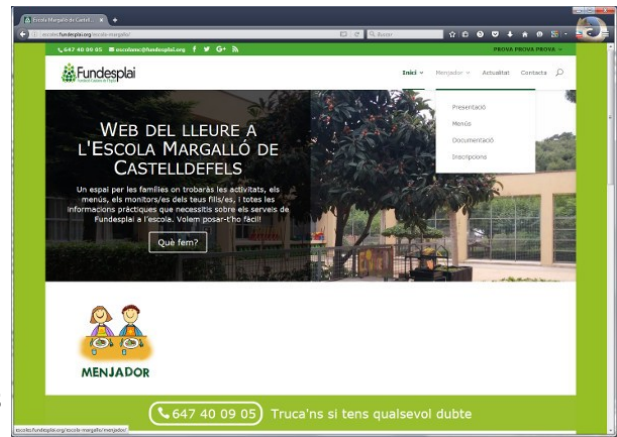 Escola Margalló de Castell...
escoles.fundesplai.org/escola-margallo/
Buscar
647 40 09 05 escolamc@fundesplai.org
PROVA PROVA PROVA
Fundesplai
Inici Menjador Actualitat Contacta
Presentació
Menús
Documentació
Inscripcions
WEB DEL LLEURE A
L'ESCOLA MARGALLÓ DE
CASTELLDEFELS
Un espai per les famílies on trobaràs les activitats, els
menús, els monitors/es dels teus fills/es, i totes les
informacions pràctiques que necessitis sobre els serveis de
Fundesplai a l'escola. Volem posar-t'ho fàcil!
Què fem?
MENJADOR
647 40 09 05 Truca'ns si tens qualsevol dubte
escoles.fundesplai.org/escola-margallo/menjador/